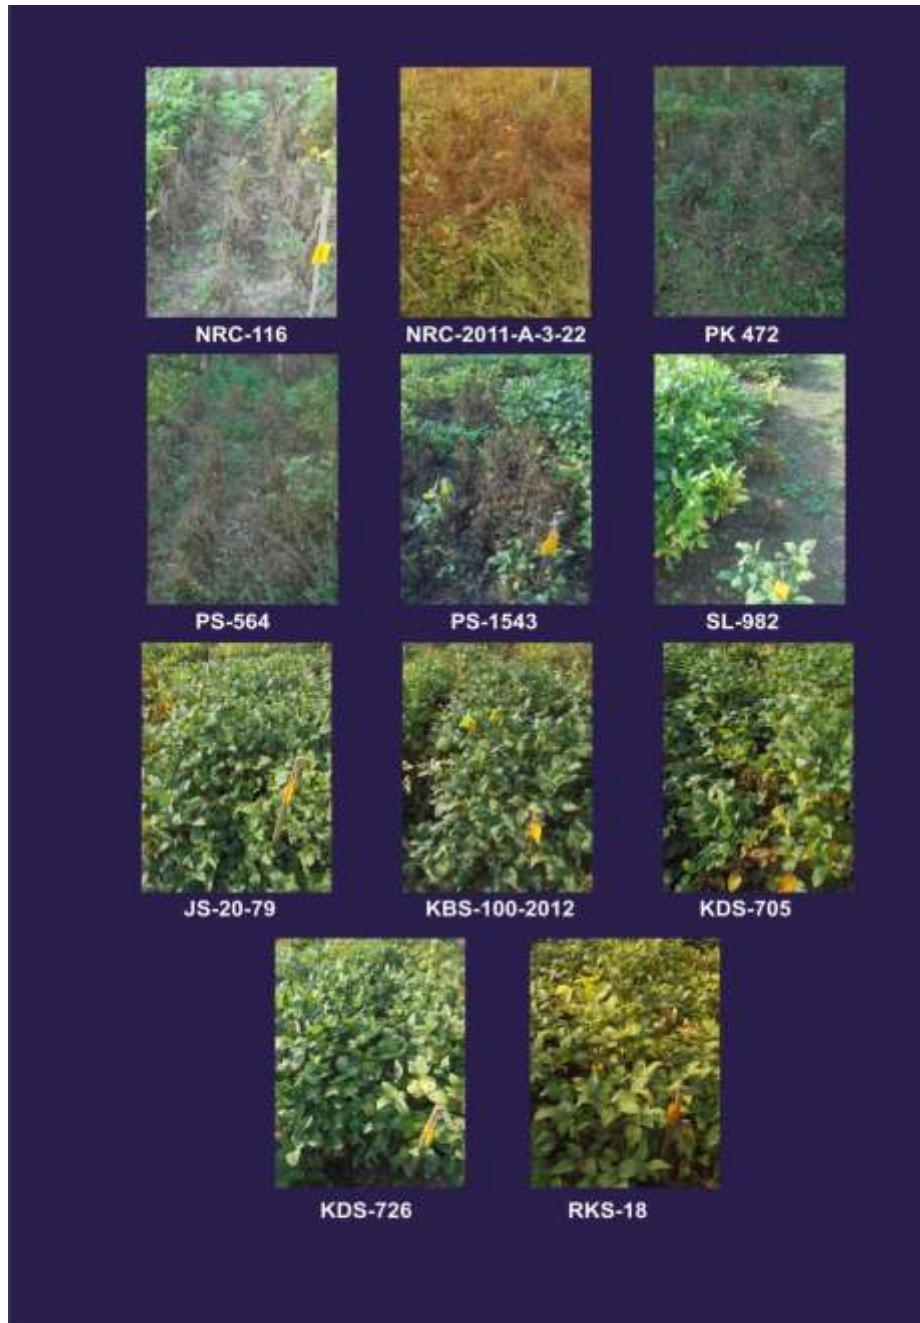 NRC-116
NRC-2011-A-3-22
PK 472
PS-564
PS-1543
SL-982
JS-20-79
KBS-100-2012
KDS-705
KDS-726
RKS-18